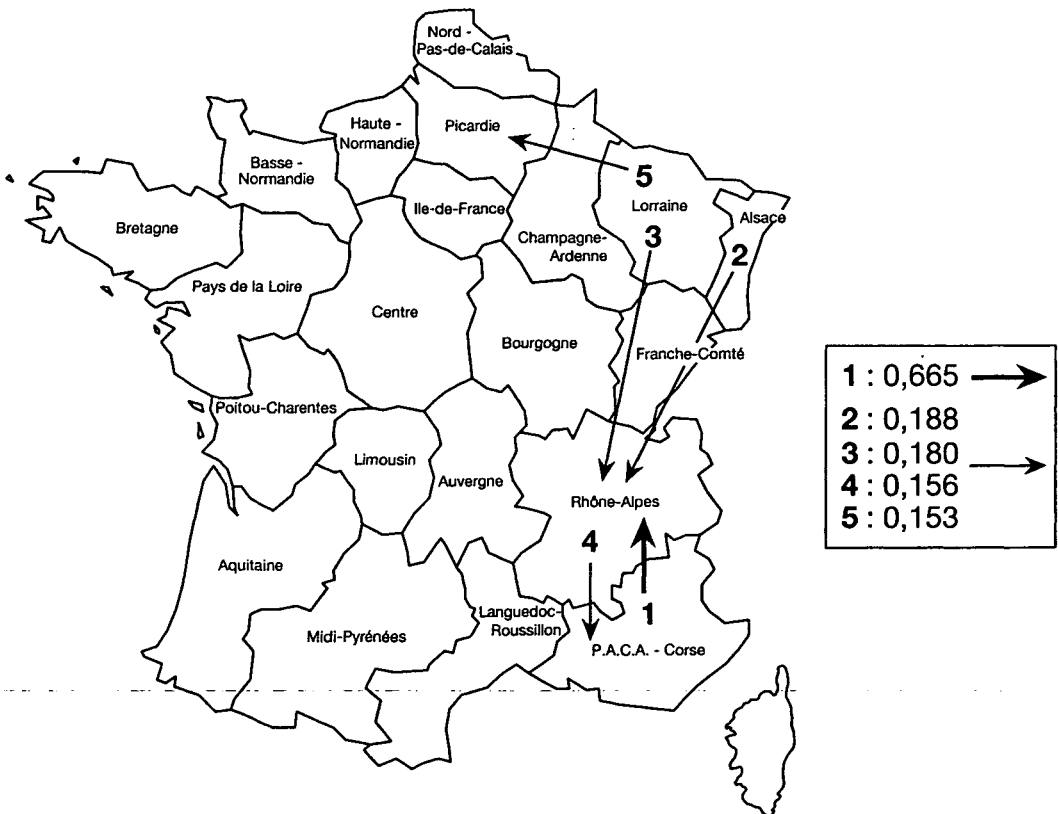 Nord -
Pas-de-Calais
Haute -
Normandie
Picardie
Basse -
Normandie
5
Lorraine
Alsace
Ile-de-France
Bretagne
Champagne-
Ardenne
3
2
Pays de la Loire
Centre
Bourgogne
Franche-Comté
Poitou-Charentes
Limousin
Auvergne
Rhône-Alpes
4
Aquitaine
1
Languedoc-
Roussillon
Midi-Pyrénées
P.A.C.A. - Corse
1 : 0,665
2 : 0,188
3 : 0,180
4 : 0,156
5 : 0,153